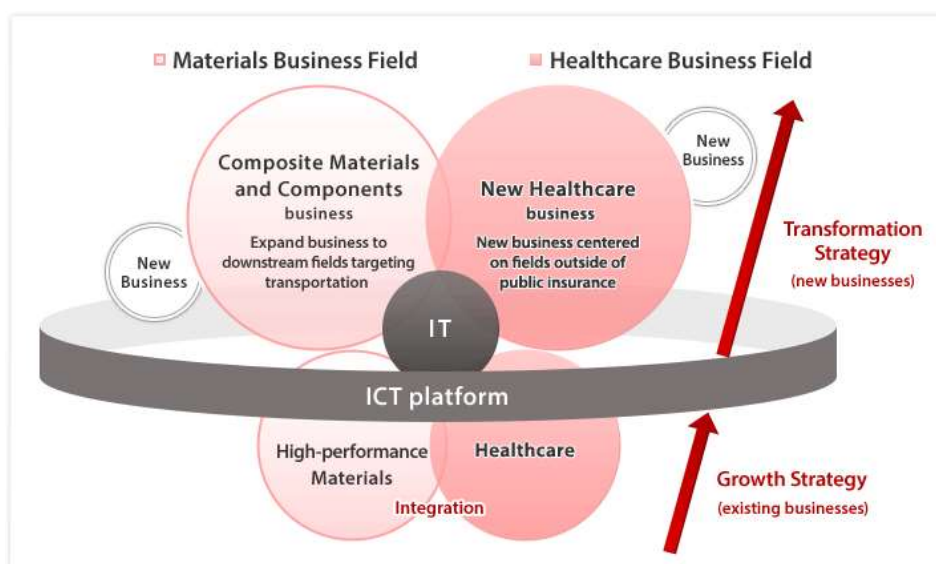 Materials Business Field
Healthcare Business Field
Composite Materials
and Components
business
Expand business to
downstream fields targeting
transportation
New Healthcare
business
New business centered
on fields outside of
public insurance
New
Business
New
Business
Transformation
Strategy
(new businesses)
IT
ICT platform
High-performance
Materials
Healthcare
Integration
Growth Strategy
(existing businesses)